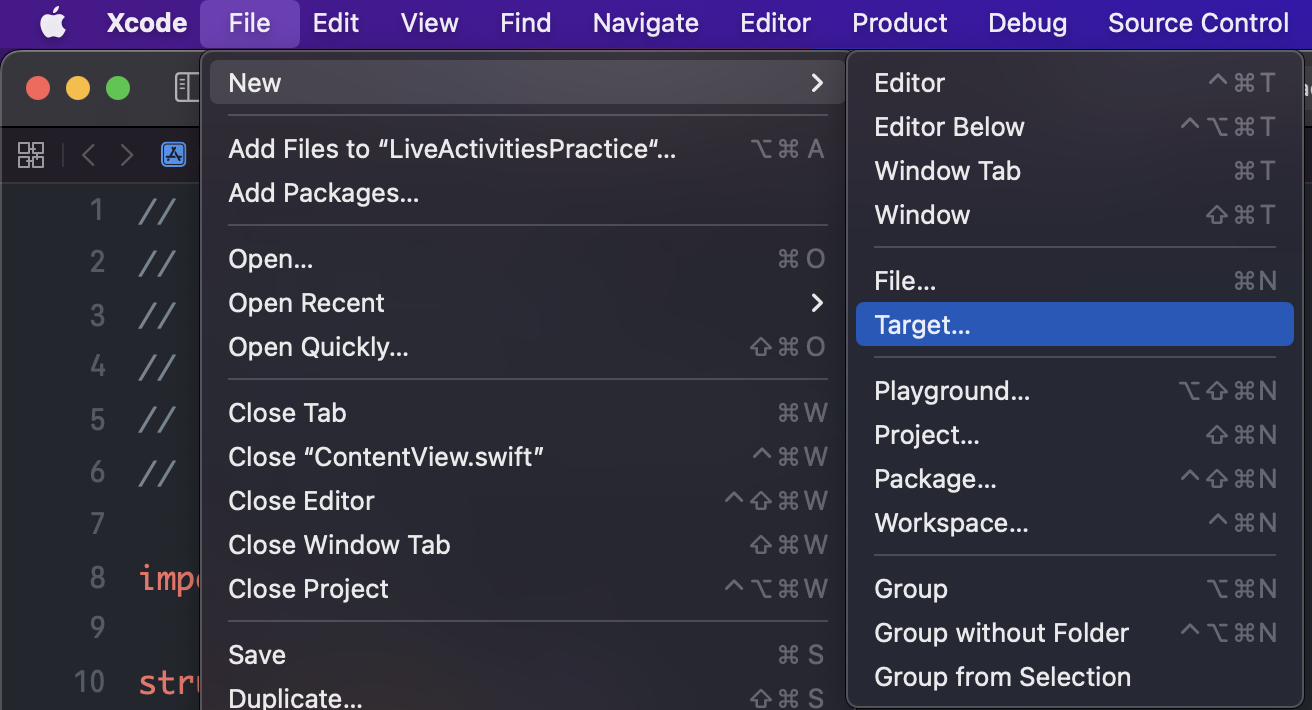 Xcode File Edit View Find Navigate Editor Product Debug Source Control
New
Add Files to “LiveActivitiesPractice“... ⌥⌘A
Add Packages...
Open... ⌘O
Open Recent
Open Quickly... ⇧⌘O
Close Tab ⌘W
Close “ContentView.swift” ^⌘W
Close Editor ^⇧⌘W
Close Window Tab ⇧⌘W
Close Project ^⌥⌘W
Save ⌘S
Duplicate... ⇧⌘S
Editor ^⌘T
Editor Below ^⌥⌘T
Window Tab ⌘T
Window ⇧⌘T
File... ⌘N
Target...
Playground... ⌥⇧⌘N
Project... ⇧⌘N
Package... ^⇧⌘N
Workspace... ^⌘N
Group ⌥⌘N
Group without Folder ^⌥⌘N
Group from Selection
1 //
2 //
3 //
4 //
5 //
6 //
7
8 imp
9
10 str